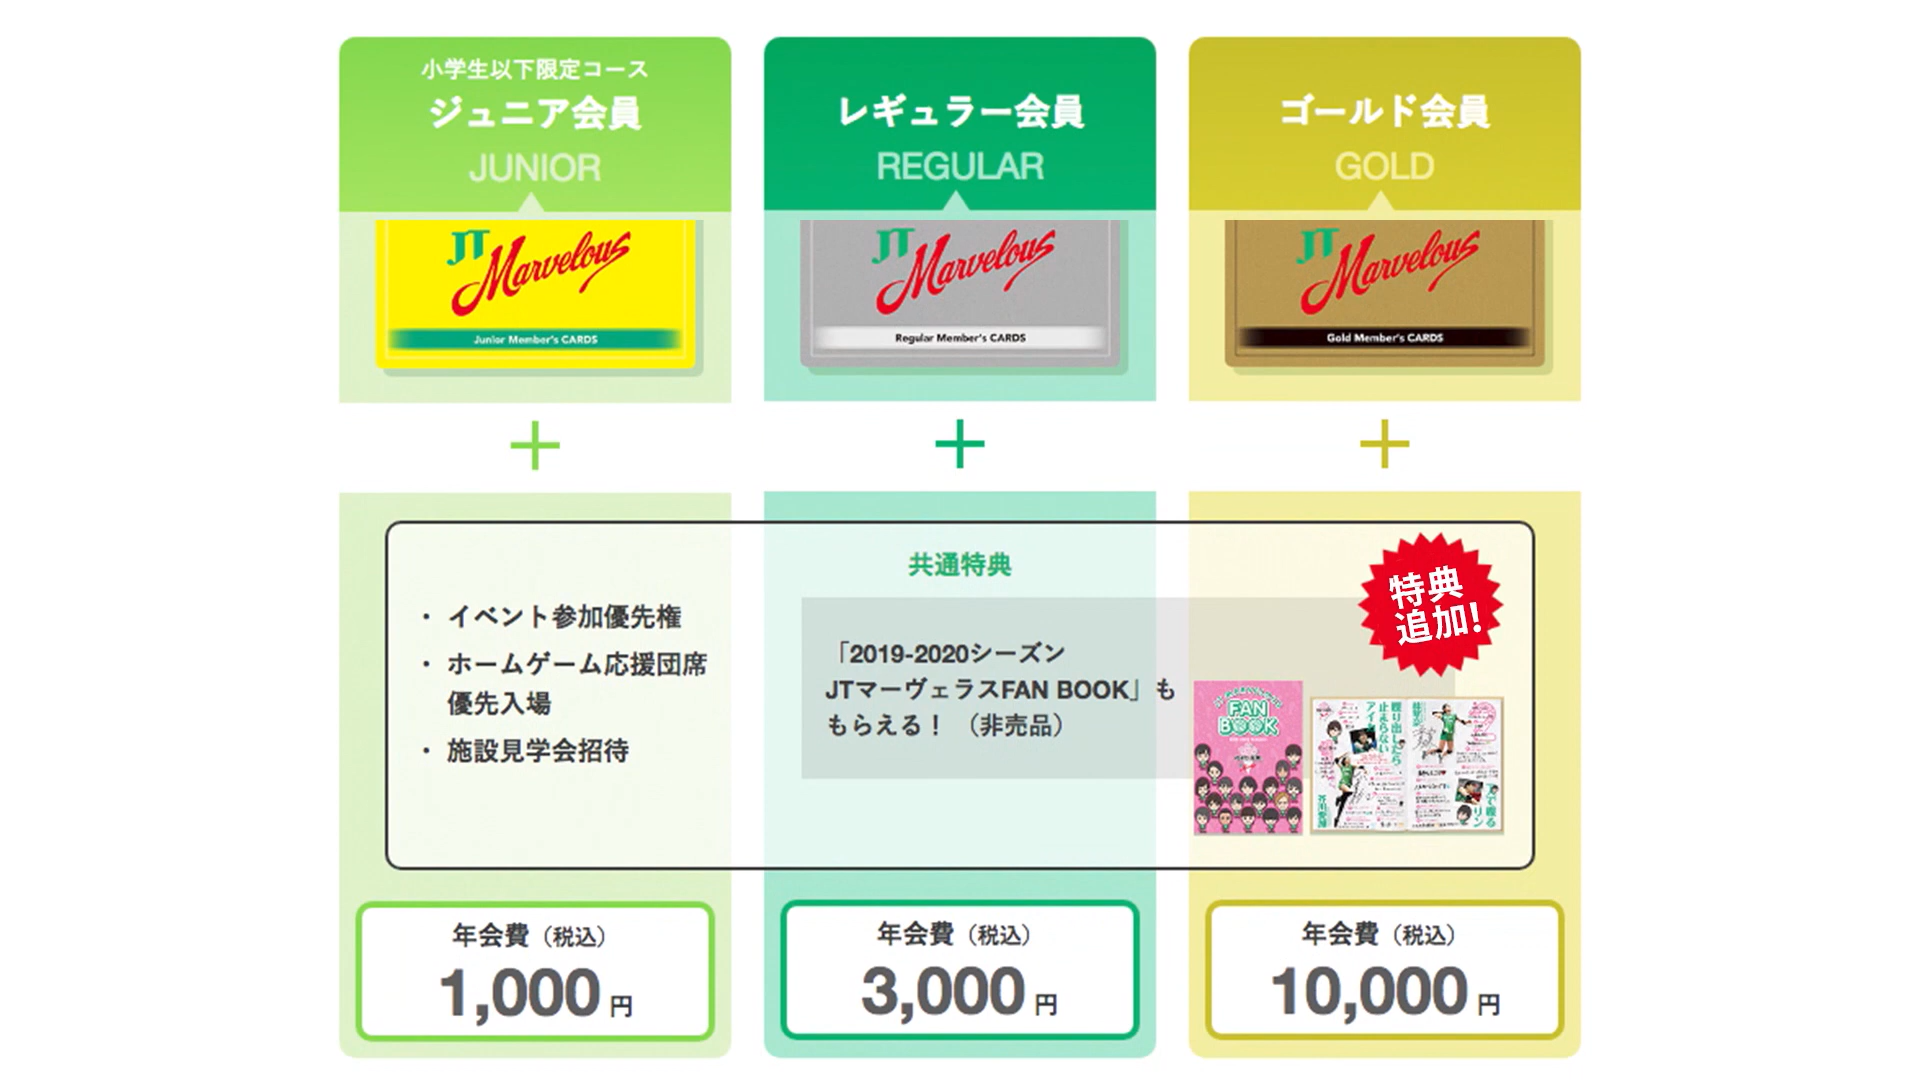 小学生以下限定コース
ジュニア会員
JUNIOR
レギュラー会員
REGULAR
ゴールド会員
GOLD
JT Marvelous
Junior Member's CARDS
JT Marvelous
Regular Member's CARDS
JT Marvelous
Gold Member's CARDS
+
+
+
共通特典
・ イベント参加優先権
・ ホームゲーム応援団席
優先入場
・ 施設見学会招待
「2019-2020シーズン
JTマーヴェラスFAN BOOK」も
もらえる！（非売品）
特典
追加!
FAN
BOOK
年会費（税込）
1,000円
年会費（税込）
3,000円
年会費（税込）
10,000円